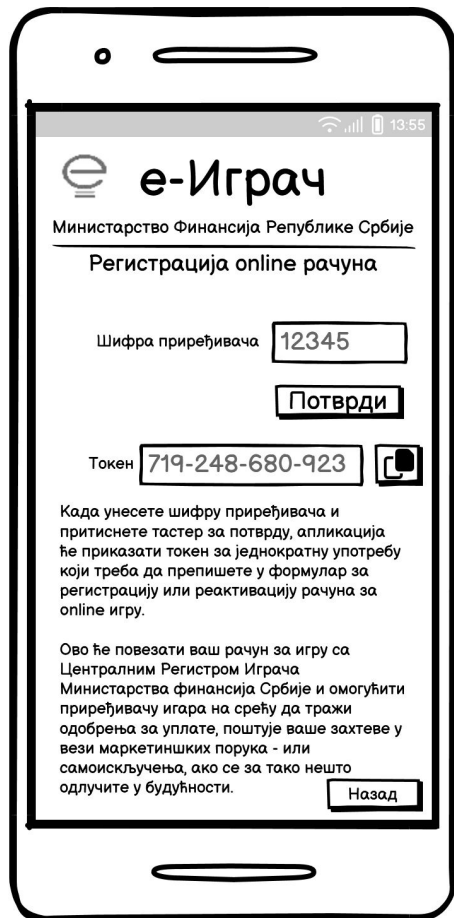 13:55
е-Играч
Министарство Финансија Републике Србије
Регистрација online рачуна
Шифра приређивача 12345
Потврди
Токен 719-248-680-923
Када унесете шифру приређивача и
притиснете тастер за потврду, апликација
ће приказати токен за једнократну употребу
који треба да препишете у формулар за
регистрацију или реактивацију рачуна за
online игру.
Ово ће повезати ваш рачун за игру са
Централним Регистром Играча
Министарства финансија Србије и омогућити
приређивачу игара на срећу да тражи
одобрења за уплате, поштује ваше захтеве у
вези маркетиншких порука - или
самоискључења, ако се за тако нешто
одлучите у будућности.
Назад